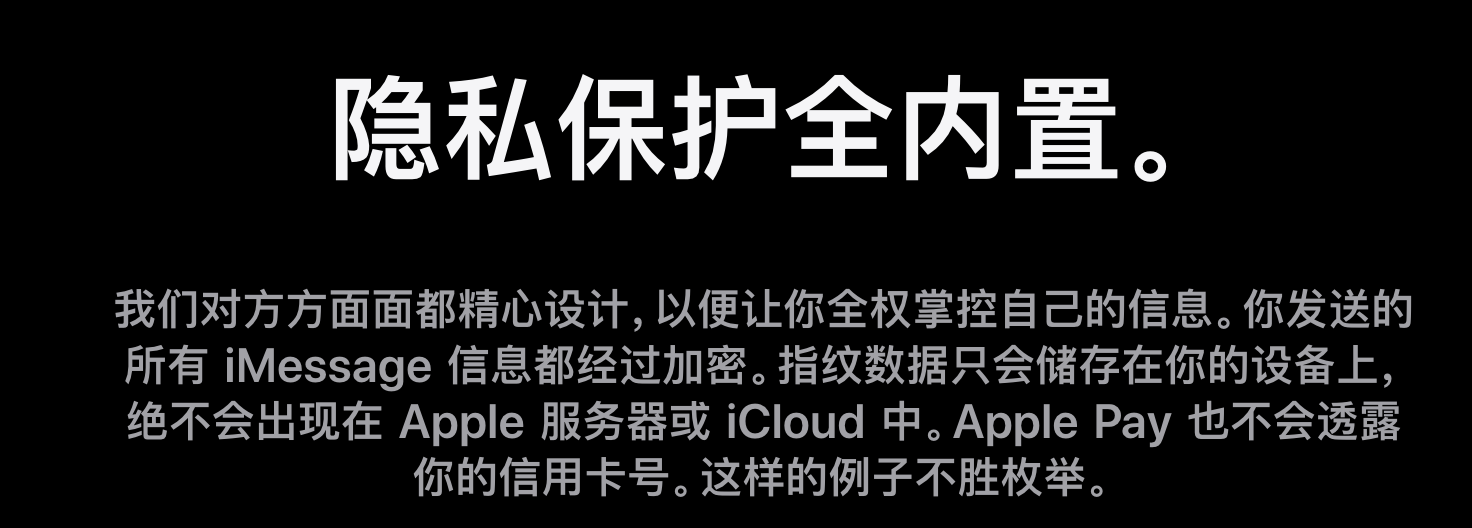 隐私保护全内置。
我们对方方面面都精心设计，以便让你全权掌控自己的信息。你发送的
所有 iMessage 信息都经过加密。指纹数据只会储存在你的设备上，
绝不会出现在 Apple 服务器或 iCloud 中。Apple Pay 也不会透露
你的信用卡号。这样的例子不胜枚举。